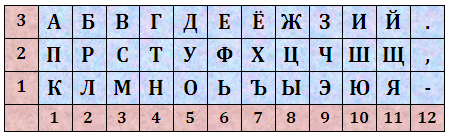 3 А Б В Г Д Е Ё Ж З И Й .
2 П Р С Т У Ф Х Ц Ч Ш Щ ,
1 К Л М Н О Ь Ъ Ы Э Ю Я -
1 2 3 4 5 6 7 8 9 10 11 12